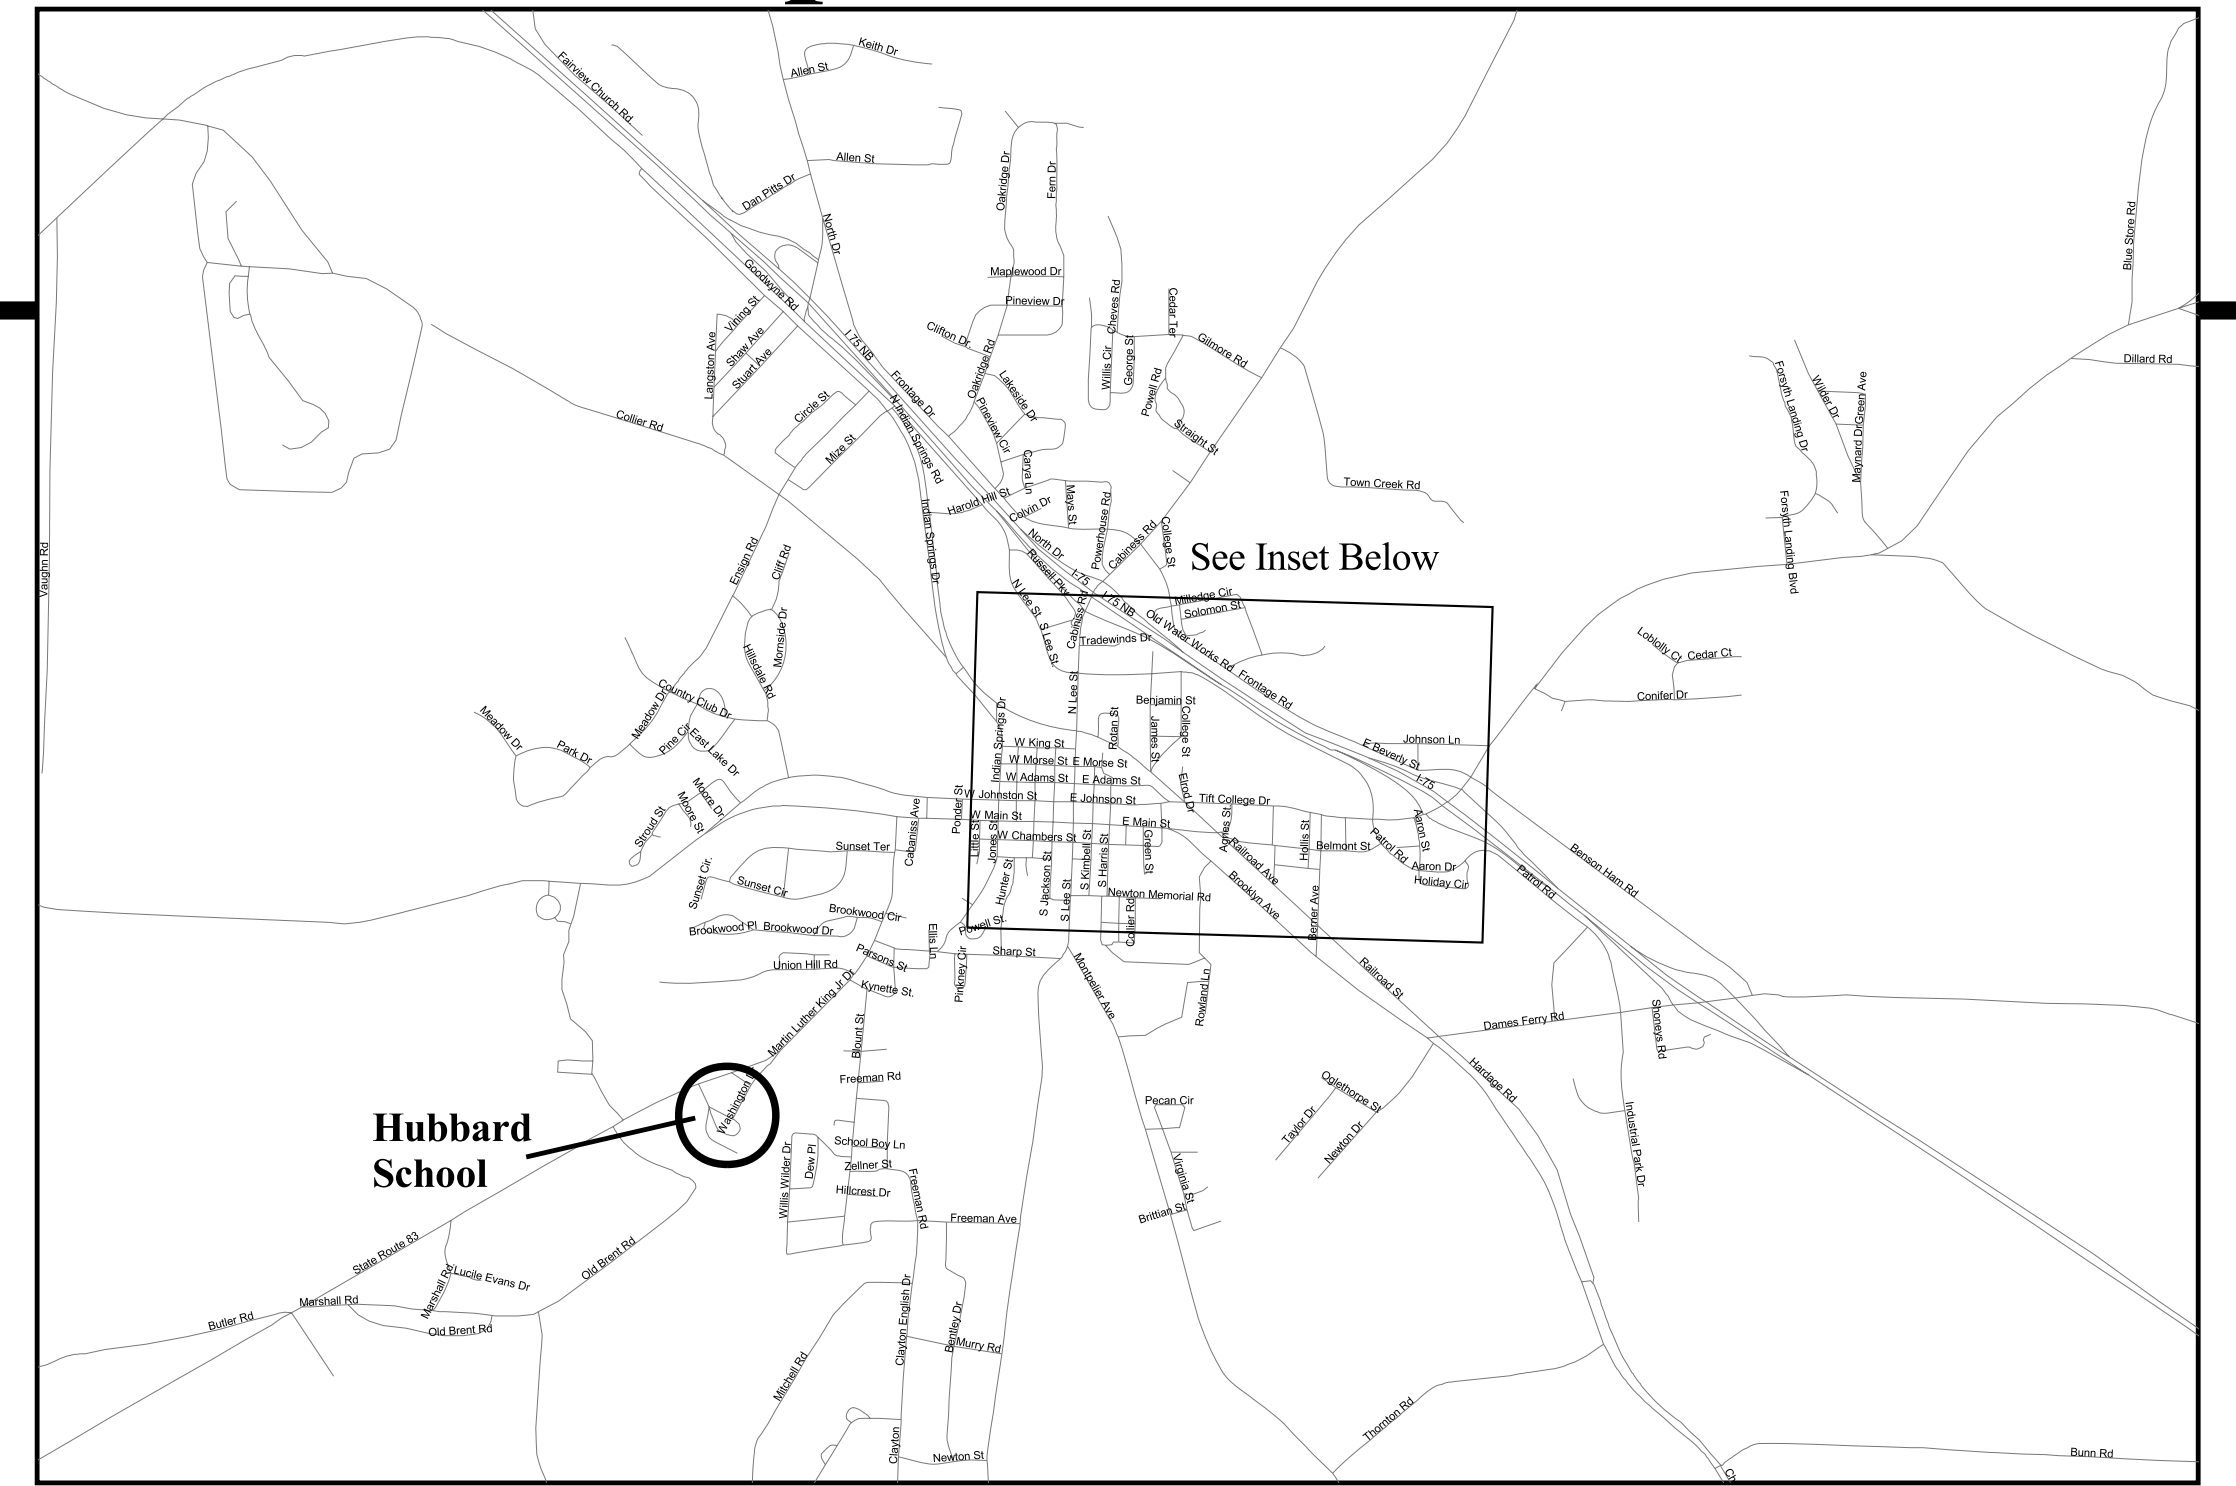 Keith Dr
Allen St
Fairview Church Rd.
Allen St
Dan Pitts Dr
Oakridge Dr
Fern Dr
North Dr
Blue Store Rd
Goodwyne Rd
Maplewood Dr
Pineview Dr
Vining St
Shaw Ave
Stuart Ave
Langston Ave
I 75 NB
Clifton Dr.
Cheves Rd
Cedar Ter
Willis Cir
George St
Gilmore Rd
Dillard Rd
Oakridge Rd
Frontage Dr
Lakeside Dr
Powell Rd
Forsyth Landing Dr
Wilder Dr
Green Ave
Maynard Dr
Circle St
Collier Rd
N Indian Springs Rd
Pineview Cir
Straight St
Mize St
Carya Ln
Town Creek Rd
Harold Hill St
Colvin Dr
Mays St
Powerhouse Rd
Forsyth Landing Blvd
Indian Springs Dr
North Dr
Cabiness Rd
College St
See Inset Below
Vaughn Rd
Ensign Rd
Cliff Rd
Russell Pkwy
I-75
I 75 NB
N Lee St
Cabiniss Rd
Milledge Cir
Solomon St
Old Water Works Rd
Mornside Dr
Hillsdale Rd
S Lee St
Tradewinds Dr
Loblolly Ct
Cedar Ct
Conifer Dr
Frontage Rd
Country Club Dr
Meadow Dr
Meadow Dr
Park Dr
Pine Cir
East Lake Dr
N Lee St
Benjamin St
Indian Springs Dr
Rotan St
James St
College St
Johnson Ln
E Beverly St
I-75
W King St
W Morse St
E Morse St
W Adams St
E Adams St
Elrod Dr
Moore Dr
Moore St
Stroud St
Ponder St
W Johnston St
E Johnson St
Tift College Dr
Cabaniss Ave
W Main St
E Main St
Little St
Jones St
W Chambers St
Green St
Agnes St
Railroad Ave
Hollis St
Belmont St
Patrol Rd
Aaron St
Aaron Dr
Holiday Cir
Benson Ham Rd
Patrol Rd
Sunset Ter
Sunset Cir.
Sunset Cir
Hunter St
S Jackson St
S Lee St
S Kimbell St
S Harris St
Newton Memorial Rd
Brooklyn Ave
Berner Ave
Brookwood Cir
Brookwood Pl
Brookwood Dr
Ellis Ln
Powell St.
Collier Rd
Parsons St
Sharp St
Union Hill Rd
Kynette St.
Pinkney Cir
Montpelier Ave
Rowland Ln
Railroad St
Martin Luther King Jr Dr
Blount St
Dames Ferry Rd
Shoneys Rd
Freeman Rd
Washington
Hubbard
School
Oglethorpe St
Taylor Dr
Newton Dr
Hardage Rd
Pecan Cir
Industrial Park Dr
School Boy Ln
Willis Wilder Dr
Dew Pl
Zellner St
Hillcrest Dr
Freeman Rd
Freeman Ave
Virginia St
Brittian St
State Route 83
Marshall Rd
Lucile Evans Dr
Old Brent Rd
Marshall Rd
Butler Rd
Old Brent Rd
Clayton English Dr
Bentley Dr
Murry Rd
Mitchell Rd
Thornton Rd
Clayton
Newton St
Bunn Rd